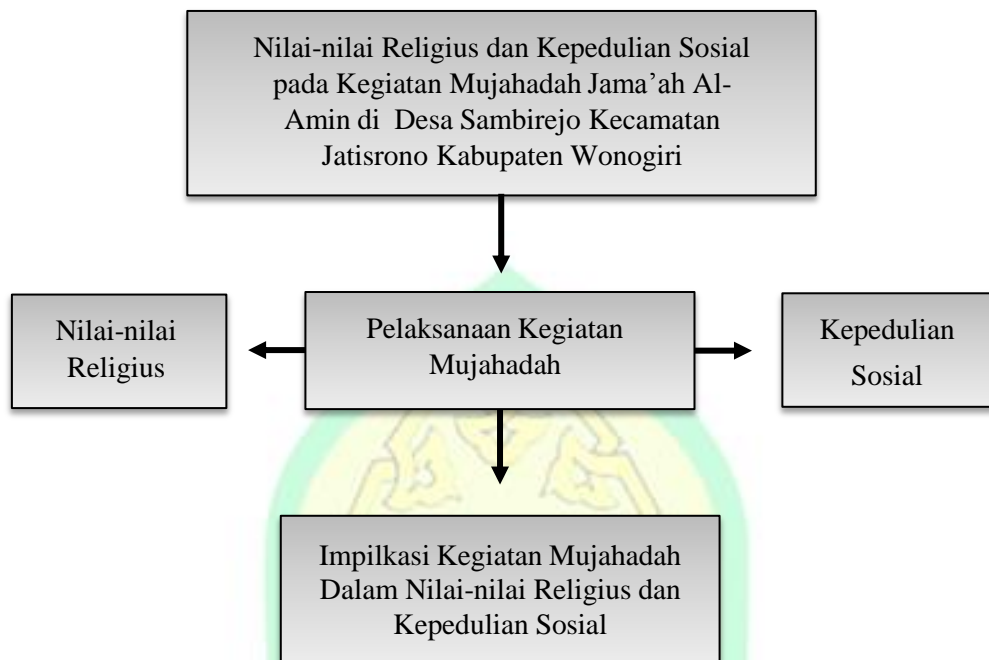 Nilai-nilai Religius dan Kepedulian Sosial
pada Kegiatan Mujahadah Jama’ah Al-
Amin di Desa Sambirejo Kecamatan
Jatisrono Kabupaten Wonogiri
Nilai-nilai
Religius
Pelaksanaan Kegiatan
Mujahadah
Kepedulian
Sosial
Impilkasi Kegiatan Mujahadah
Dalam Nilai-nilai Religius dan
Kepedulian Sosial